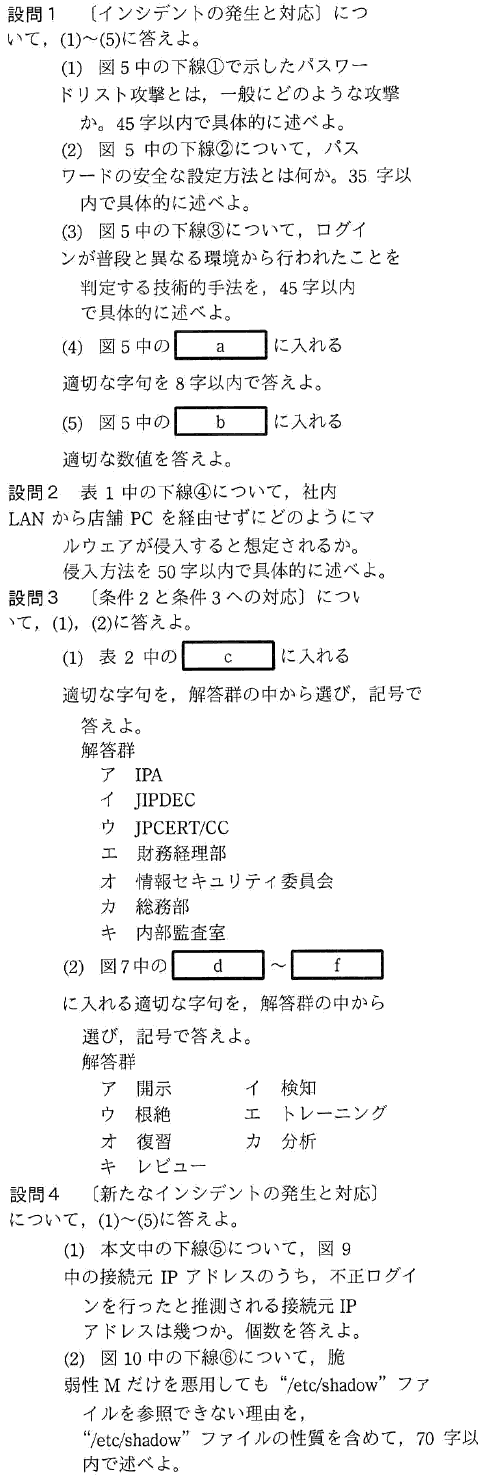 設問1 〔インシデントの発生と対応〕につ
いて，(1)～(5)に答えよ。
(1) 図5中の下線①で示したパスワー
ドリスト攻撃とは，一般にどのような攻撃
か。45字以内で具体的に述べよ。
(2) 図 5 中の下線②について，パス
ワードの安全な設定方法とは何か。35 字以
内で具体的に述べよ。
(3) 図5中の下線③について，ログイ
ンが普段と異なる環境から行われたことを
判定する技術的手法を，45字以内
で具体的に述べよ。
(4) 図5中の a に入れる
適切な字句を8字以内で答えよ。
(5) 図5中の b に入れる
適切な数値を答えよ。
設問2 表1中の下線④について，社内
LANから店舗PCを経由せずにどのようにマ
ルウェアが侵入すると想定されるか。
侵入方法を50字以内で具体的に述べよ。
設問3 〔条件2と条件3への対応〕につい
いて，(1)，(2)に答えよ。
(1) 表2中の c に入れる
適切な字句を，解答群の中から選び，記号で
答えよ。
解答群
ア IPA
イ JIPDEC
ウ JPCERT/CC
エ 財務経理部
オ 情報セキュリティ委員会
カ 総務部
キ 内部監査室
(2) 図7中の d ～ f
に入れる適切な字句を，解答群の中から
選び，記号で答えよ。
解答群
ア 開示 イ 検知
ウ 根絶 エ トレーニング
オ 復習 カ 分析
キ レビュー
設問4 〔新たなインシデントの発生と対応〕
について，(1)～(5)に答えよ。
(1) 本文中の下線⑤について，図 9
中の接続元IPアドレスのうち，不正ログイ
ンを行ったと推測される接続元IP
アドレスは幾つか。個数を答えよ。
(2) 図10中の下線⑥について，脆
弱性Mだけを悪用しても “/etc/shadow” ファ
イルを参照できない理由を，
“/etc/shadow” ファイルの性質を含めて，70 字以
内で述べよ。